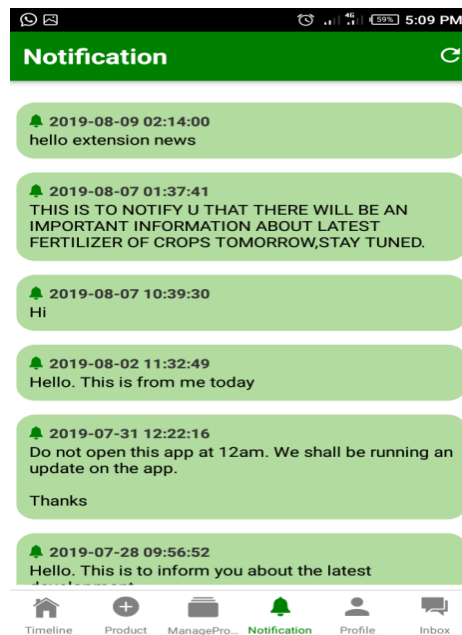 4G
59% 5:09 PM
Notification
2019-08-09 02:14:00
hello extension news
2019-08-07 01:37:41
THIS IS TO NOTIFY U THAT THERE WILL BE AN
IMPORTANT INFORMATION ABOUT LATEST
FERTILIZER OF CROPS TOMORROW,STAY TUNED.
2019-08-07 10:39:30
Hi
2019-08-02 11:32:49
Hello. This is from me today
2019-07-31 12:22:16
Do not open this app at 12am. We shall be running an
update on the app.
Thanks
2019-07-28 09:56:52
Hello. This is to inform you about the latest
Timeline Product ManagePro... Notification Profile Inbox